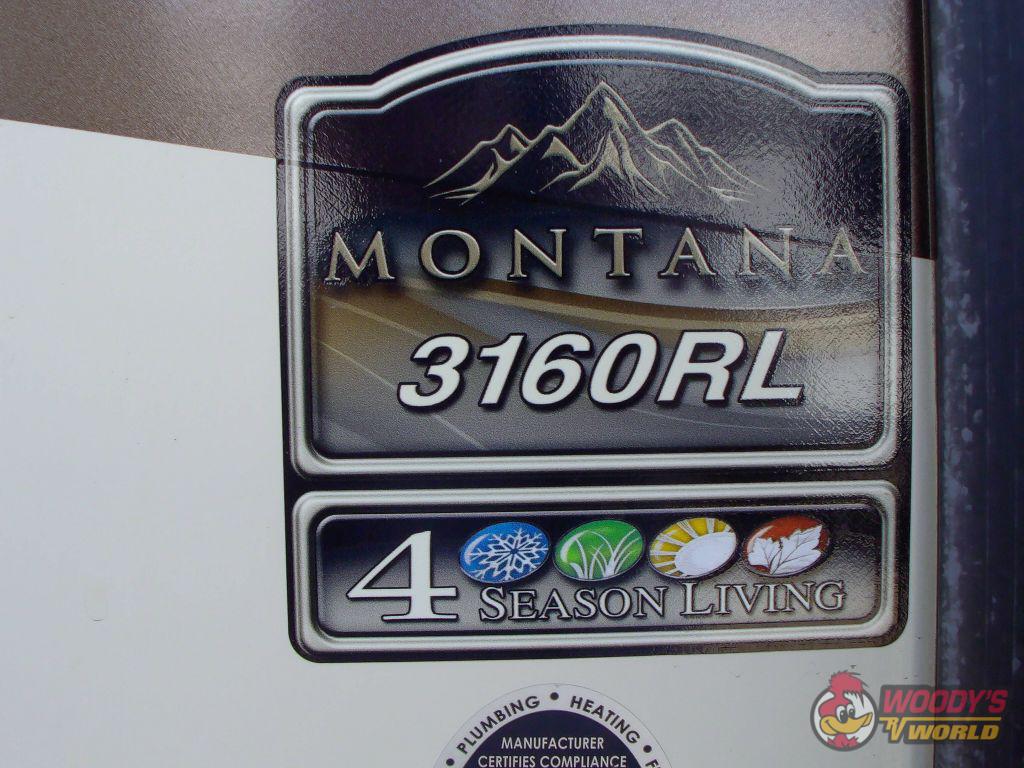 MONTANA
3160RL
4 SEASON LIVING
• PLUMBING • HEATING •
MANUFACTURER
CERTIFIES COMPLIANCE
WOODY'S
RV WORLD